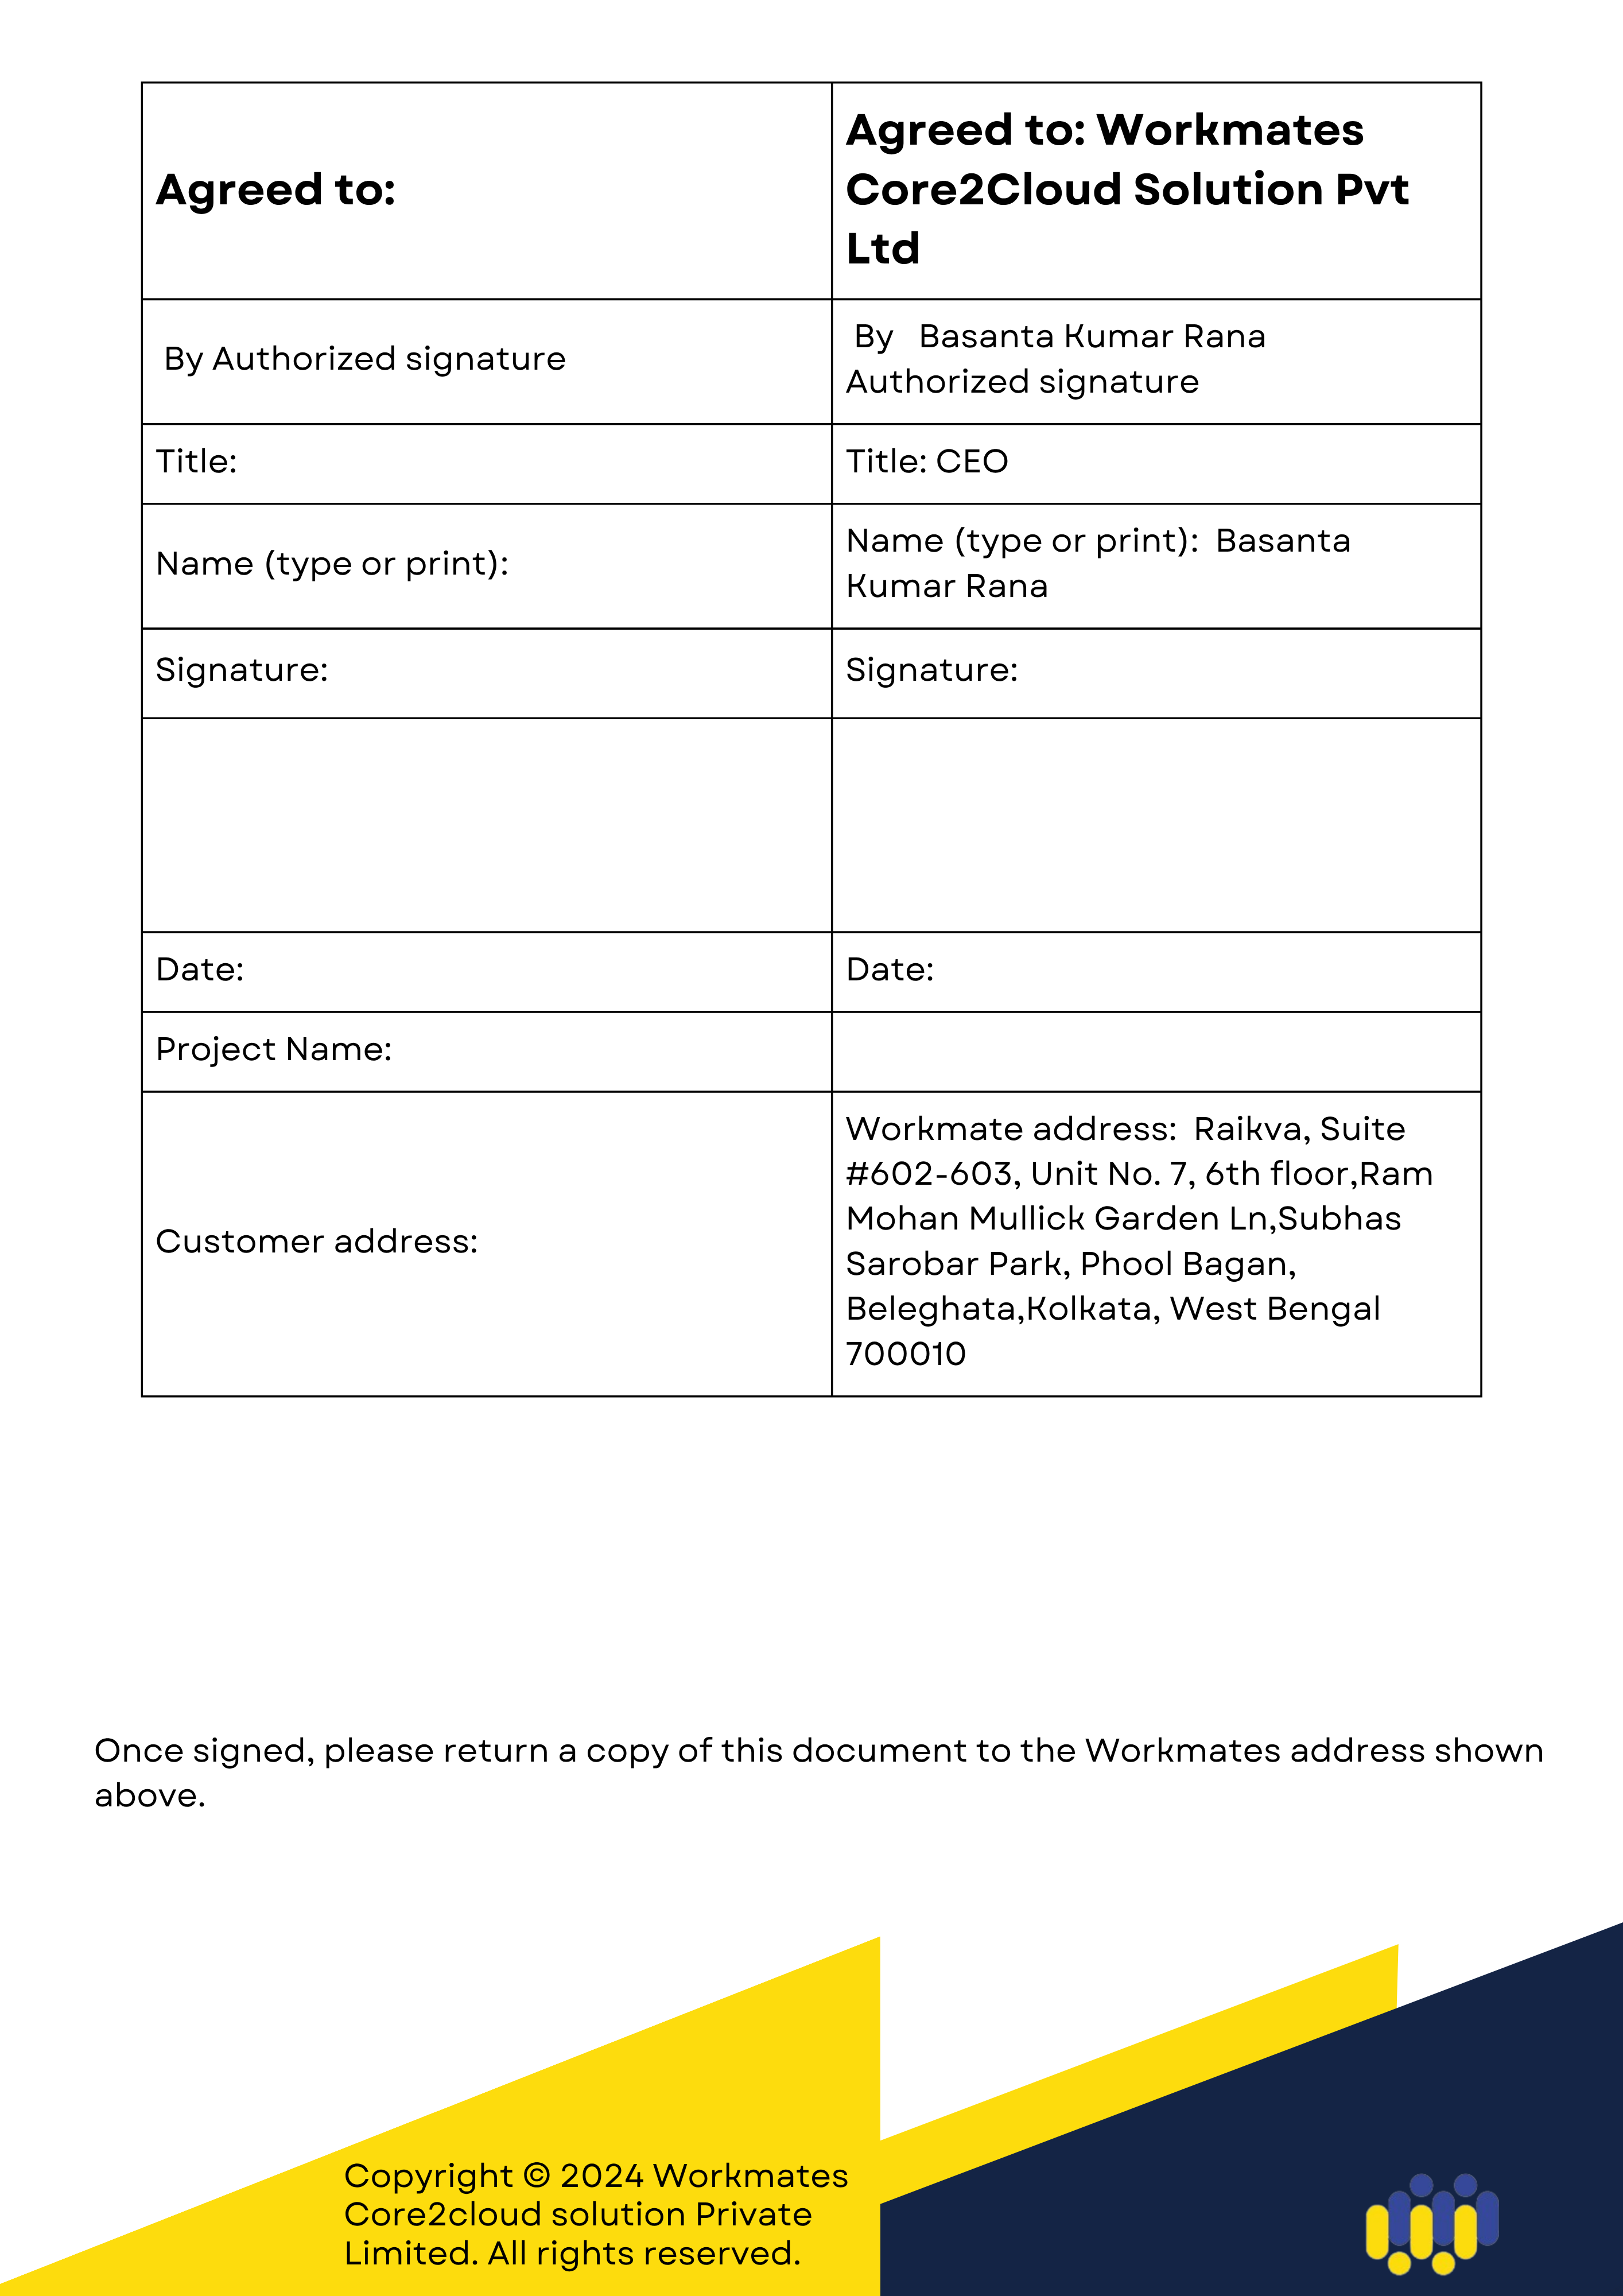 Agreed to:
Agreed to: Workmates
Core2Cloud Solution Pvt
Ltd
By Authorized signature
By   Basanta Kumar Rana
Authorized signature
Title:
Title: CEO
Name (type or print):
Name (type or print):  Basanta
Kumar Rana
Signature:
Signature:
Date:
Date:
Project Name:
Customer address:
Workmate address:  Raikva, Suite
#602-603, Unit No. 7, 6th floor,Ram
Mohan Mullick Garden Ln,Subhas
Sarobar Park, Phool Bagan,
Beleghata,Kolkata, West Bengal
700010
Once signed, please return a copy of this document to the Workmates address shown
above.
Copyright © 2024 Workmates
Core2cloud solution Private
Limited. All rights reserved.